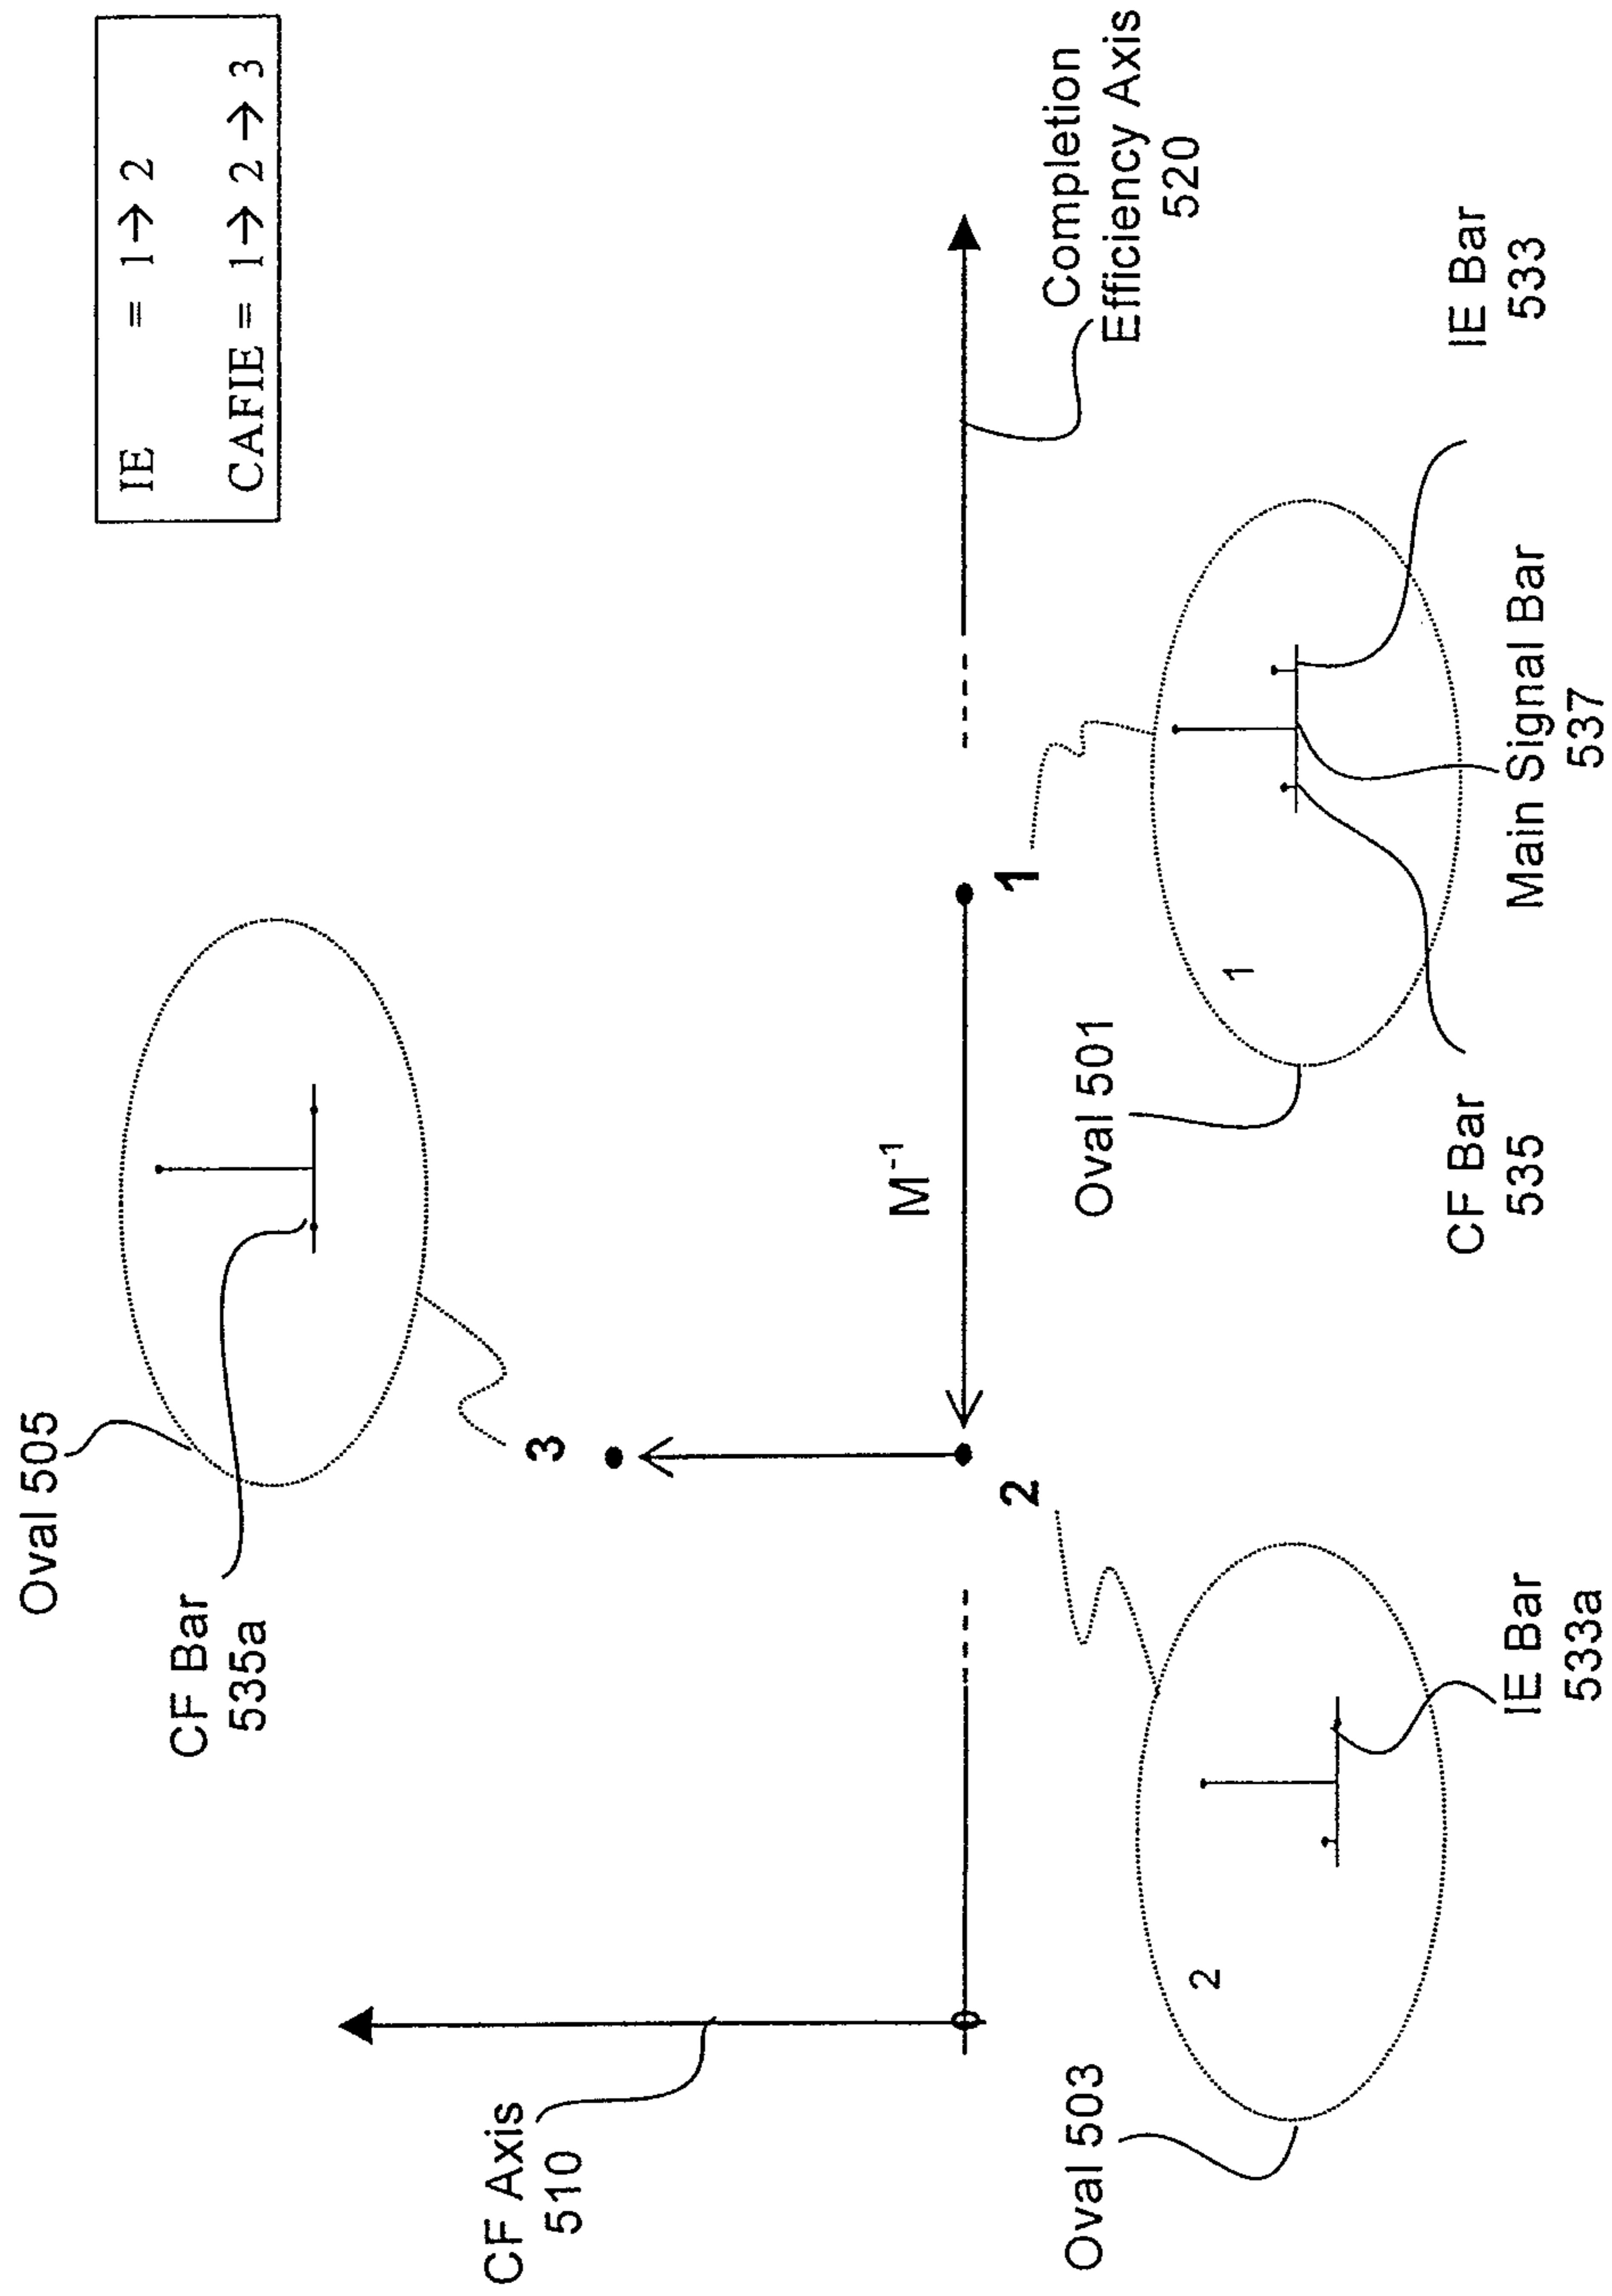 IE = 1→ 2
CAFIE = 1→ 2 → 3
Oval 505
CF Bar
535a
3
CF Axis
510
M-1
2
1
Completion
Efficiency Axis
520
Oval 503
2
IE Bar
533a
Oval 501
1
CF Bar
535
Main Signal Bar
537
IE Bar
533